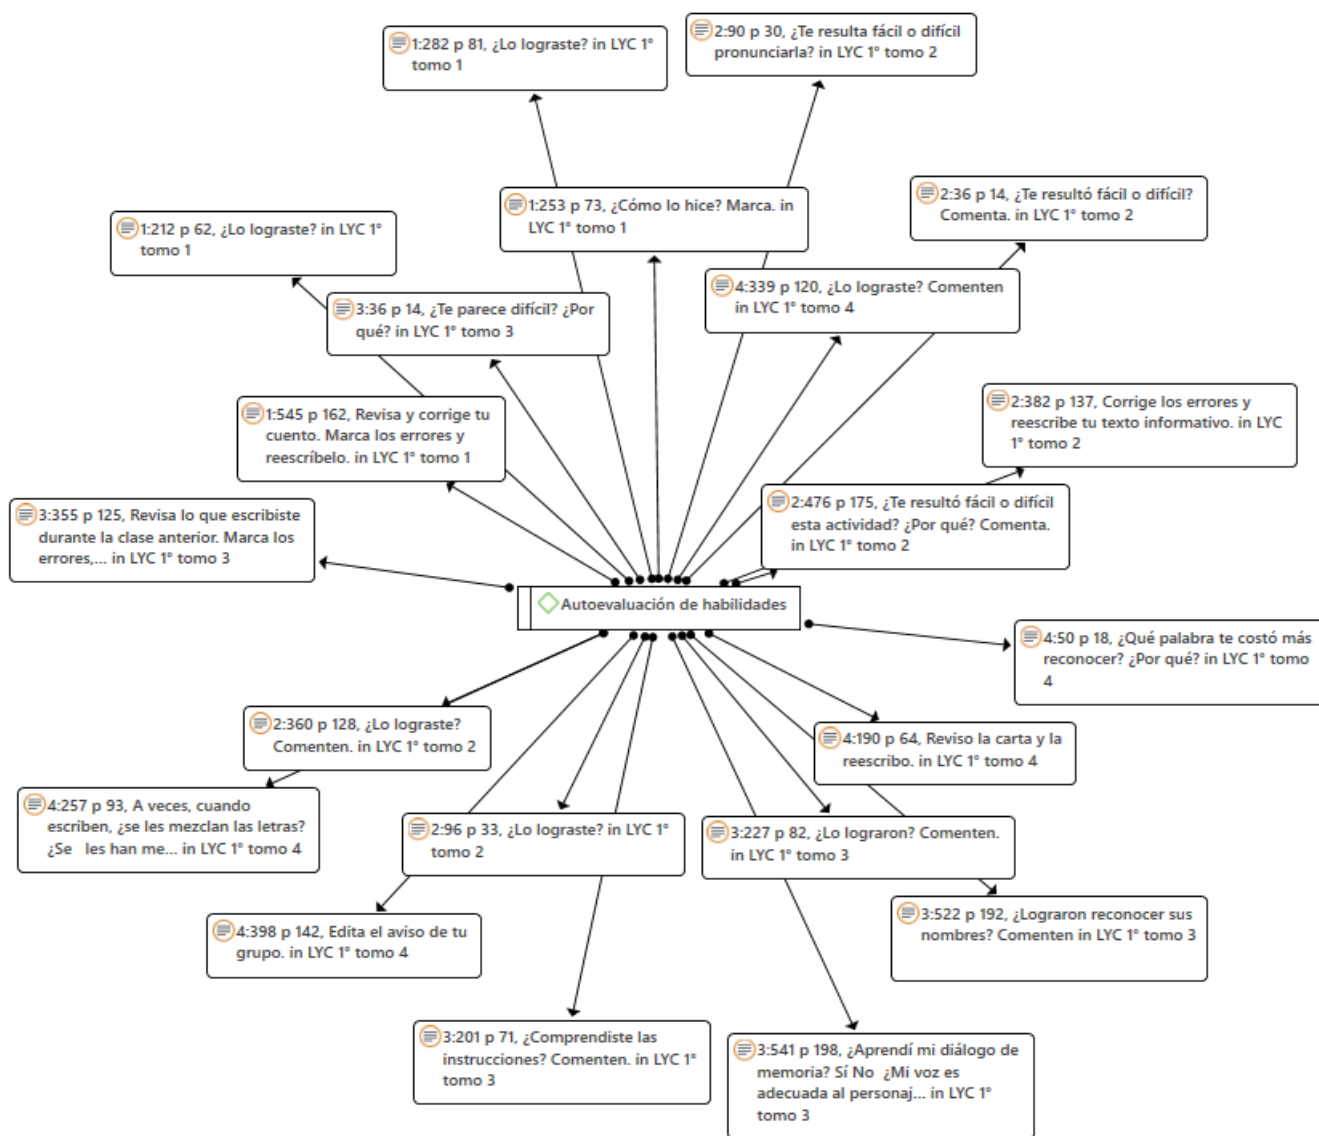 1:282 p 81, ¿Lo lograste? in LYC 1°
tomo 1
2:90 p 30, ¿Te resulta fácil o difícil
pronunciarla? in LYC 1° tomo 2
1:253 p 73, ¿Cómo lo hice? Marca. in
LYC 1° tomo 1
2:36 p 14, ¿Te resultó fácil o difícil?
Comenta. in LYC 1° tomo 2
1:212 p 62, ¿Lo lograste? in LYC 1°
tomo 1
4:339 p 120, ¿Lo lograste? Comenten
in LYC 1° tomo 4
3:36 p 14, ¿Te parece difícil? ¿Por
qué? in LYC 1° tomo 3
1:545 p 162, Revisa y corrige tu
cuento. Marca los errores y
reescríbelo. in LYC 1° tomo 1
2:382 p 137, Corrige los errores y
reescribe tu texto informativo. in LYC
1° tomo 2
3:355 p 125, Revisa lo que escribiste
durante la clase anterior. Marca los
errores,... in LYC 1° tomo 3
2:476 p 175, ¿Te resultó fácil o difícil
esta actividad? ¿Por qué? Comenta.
in LYC 1° tomo 2
Autoevaluación de habilidades
4:50 p 18, ¿Qué palabra te costó más
reconocer? ¿Por qué? in LYC 1° tomo
4
2:360 p 128, ¿Lo lograste?
Comenten. in LYC 1° tomo 2
4:190 p 64, Reviso la carta y la
reescribo. in LYC 1° tomo 4
4:257 p 93, A veces, cuando
escriben, ¿se les mezclan las letras?
¿Se les han me... in LYC 1° tomo 4
2:96 p 33, ¿Lo lograste? in LYC 1°
tomo 2
3:227 p 82, ¿Lo lograron? Comenten.
in LYC 1° tomo 3
4:398 p 142, Edita el aviso de tu
grupo. in LYC 1° tomo 4
3:522 p 192, ¿Lograron reconocer sus
nombres? Comenten in LYC 1° tomo 3
3:201 p 71, ¿Comprendiste las
instrucciones? Comenten. in LYC 1°
tomo 3
3:541 p 198, ¿Aprendí mi diálogo de
memoria? Sí No ¿Mi voz es
adecuada al personaj... in LYC 1°
tomo 3